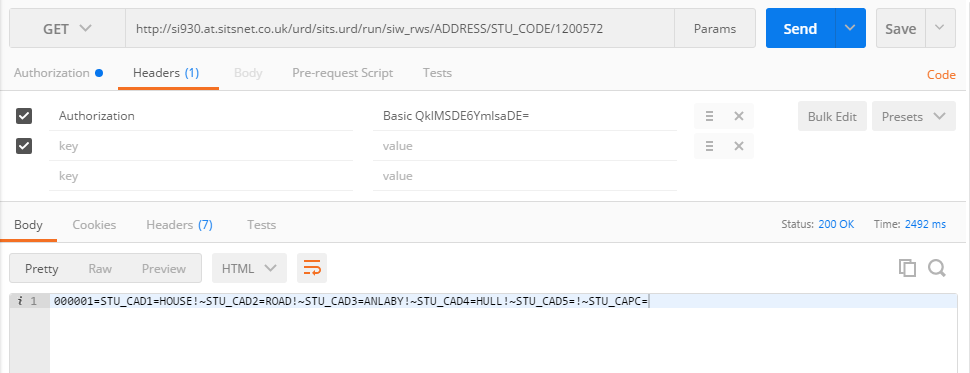 GET http://si930.at.sitsnet.co.uk/urd/sits.urd/run/siw_rws/ADDRESS/STU_CODE/1200572 Params Send Save
Authorization Headers (1) Body Pre-request Script Tests Code
Authorization Basic QklMSDE6YmlsaDE= Bulk Edit Presets
key value
key value
Body Cookies Headers (7) Tests Status: 200 OK Time: 2492 ms
Pretty Raw Preview HTML
i 1 000001=STU_CAD1=HOUSE!~STU_CAD2=ROAD!~STU_CAD3=ANLABY!~STU_CAD4=HULL!~STU_CAD5=!~STU_CAPC=